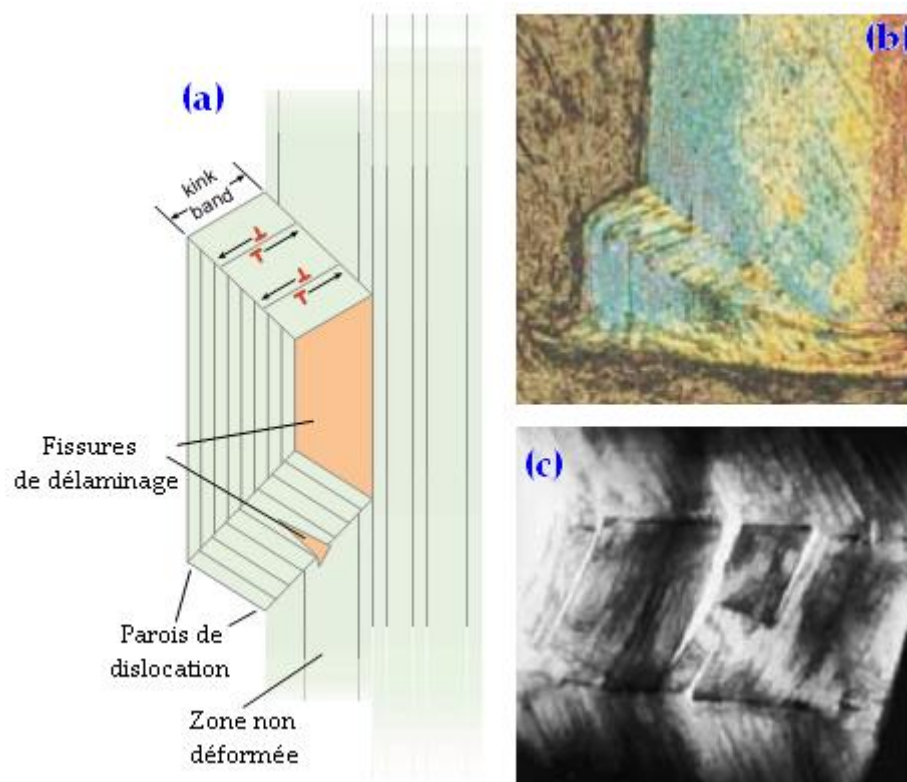 (a)
kink
band
Fissures
de délaminage
Parois de
dislocation
Zone non
déformée
(b)
(c)